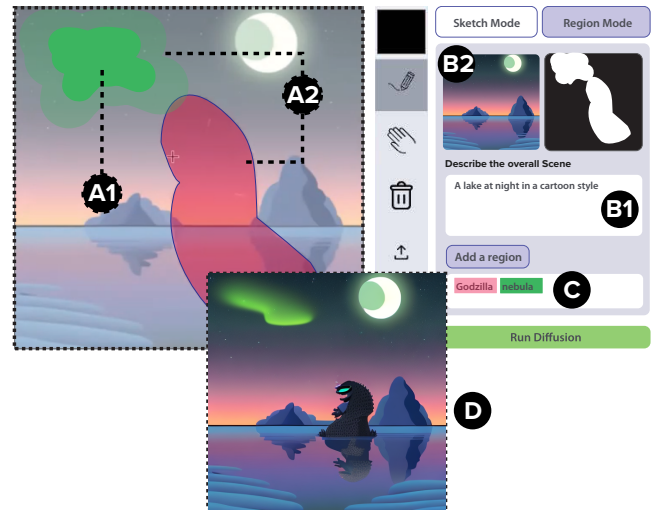 Sketch Mode
Region Mode
B2
A2
Describe the overall Scene
A lake at night in a cartoon style
A1
B1
Add a region
Godzilla nebula
C
Run Diffusion
D